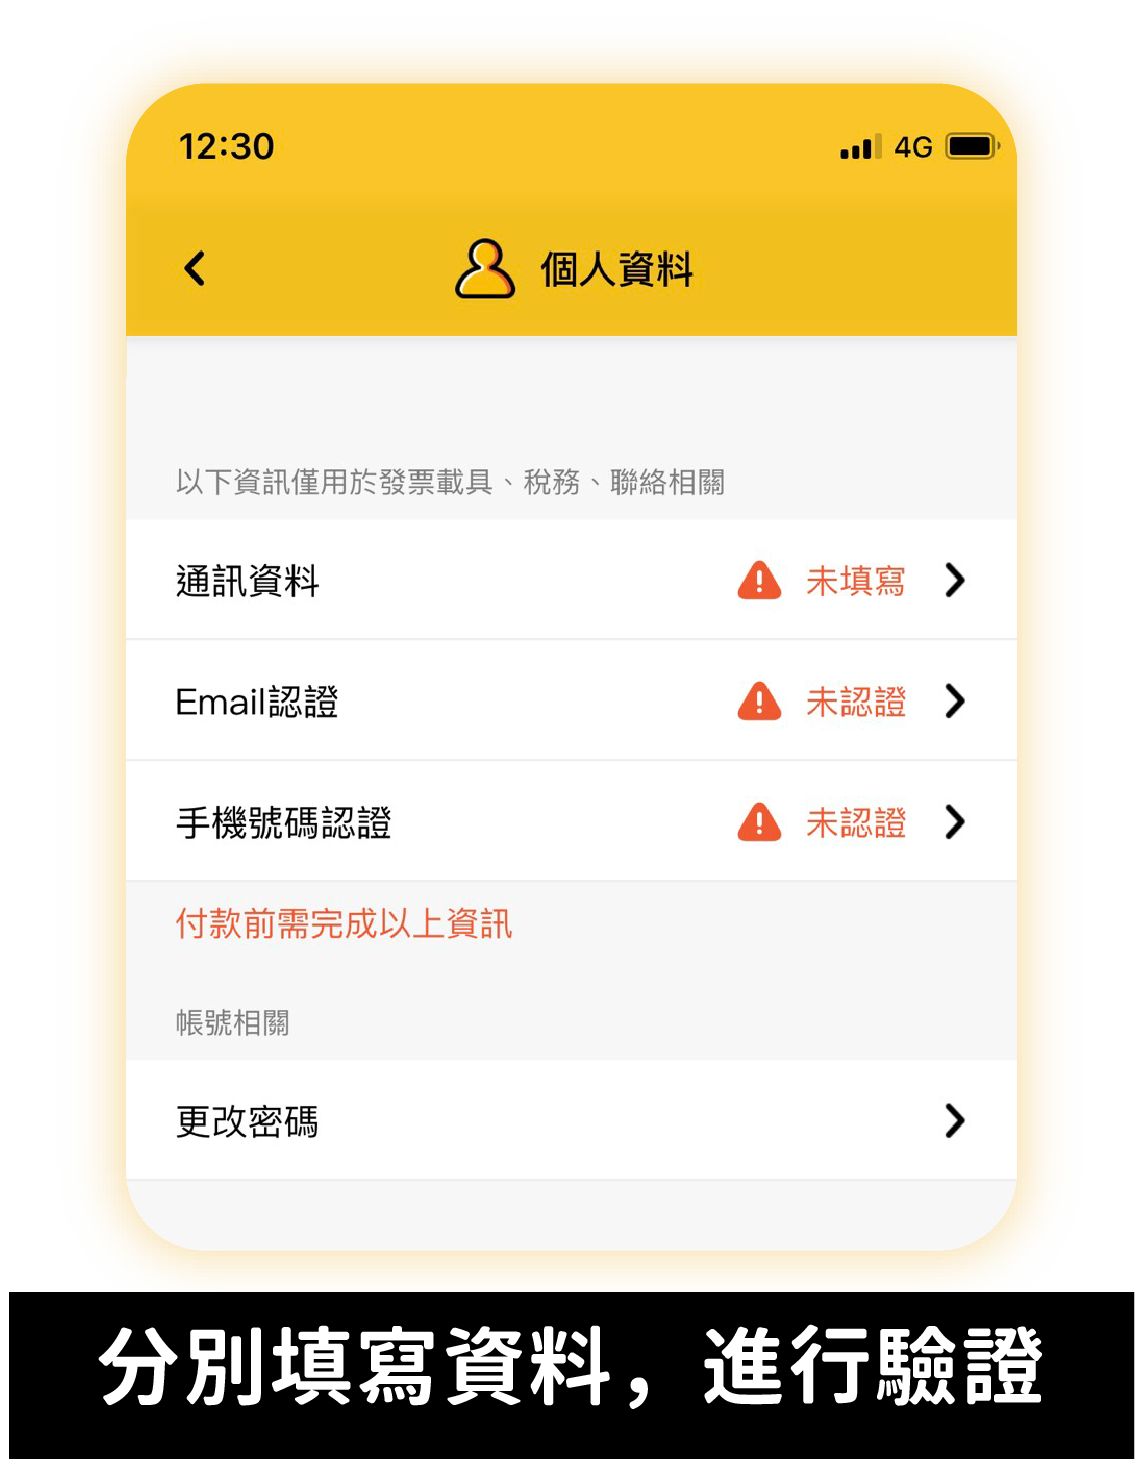 12:30 4G
個人資料
以下資訊僅用於發票載具、稅務、聯絡相關
通訊資料 未填寫
Email認證 未認證
手機號碼認證 未認證
付款前需完成以上資訊
帳號相關
更改密碼
分別填寫資料，進行驗證